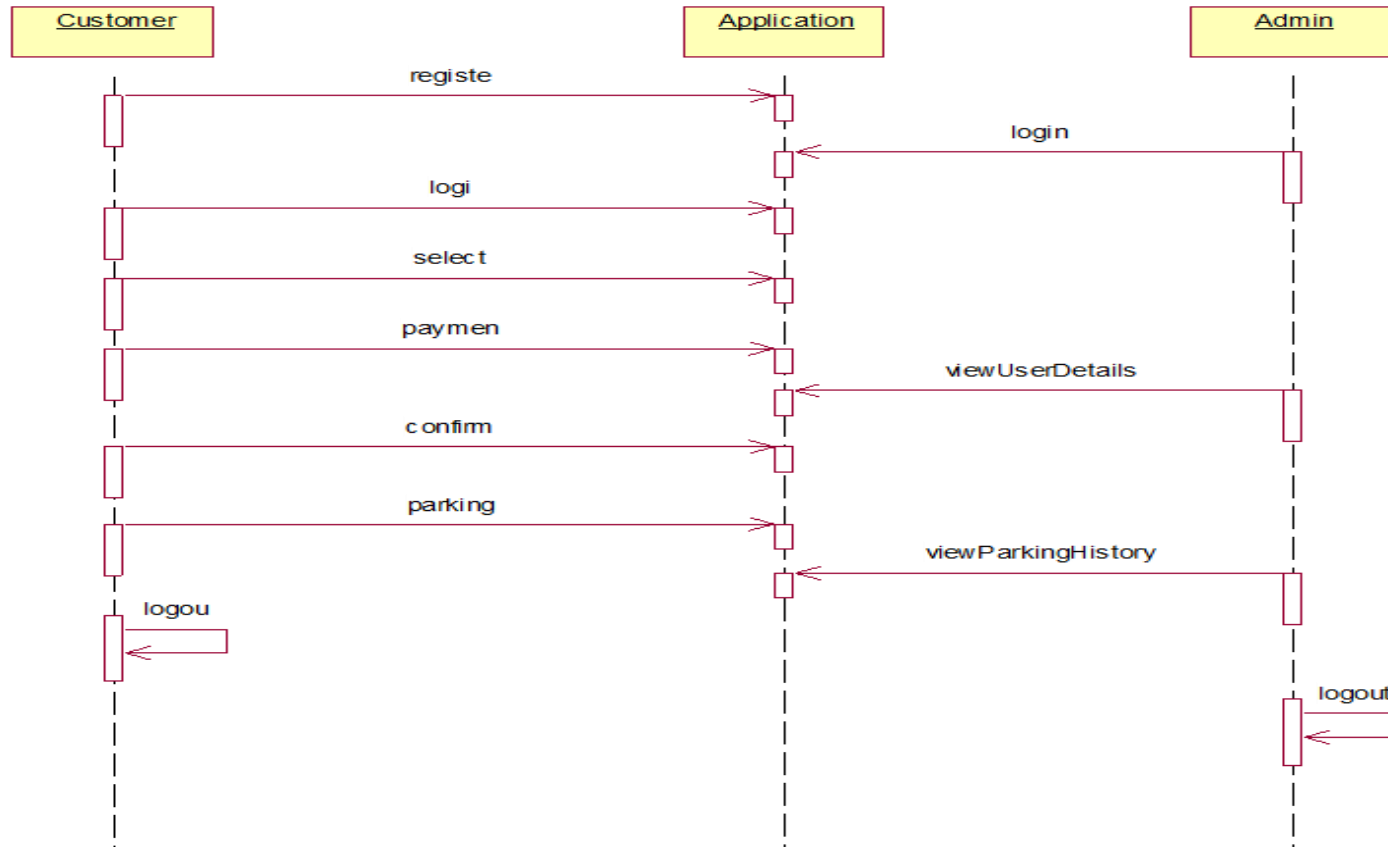 Customer
Application
Admin
registe
login
logi
select
paymen
viewUserDetails
confirm
parking
viewParkingHistory
logou
logout